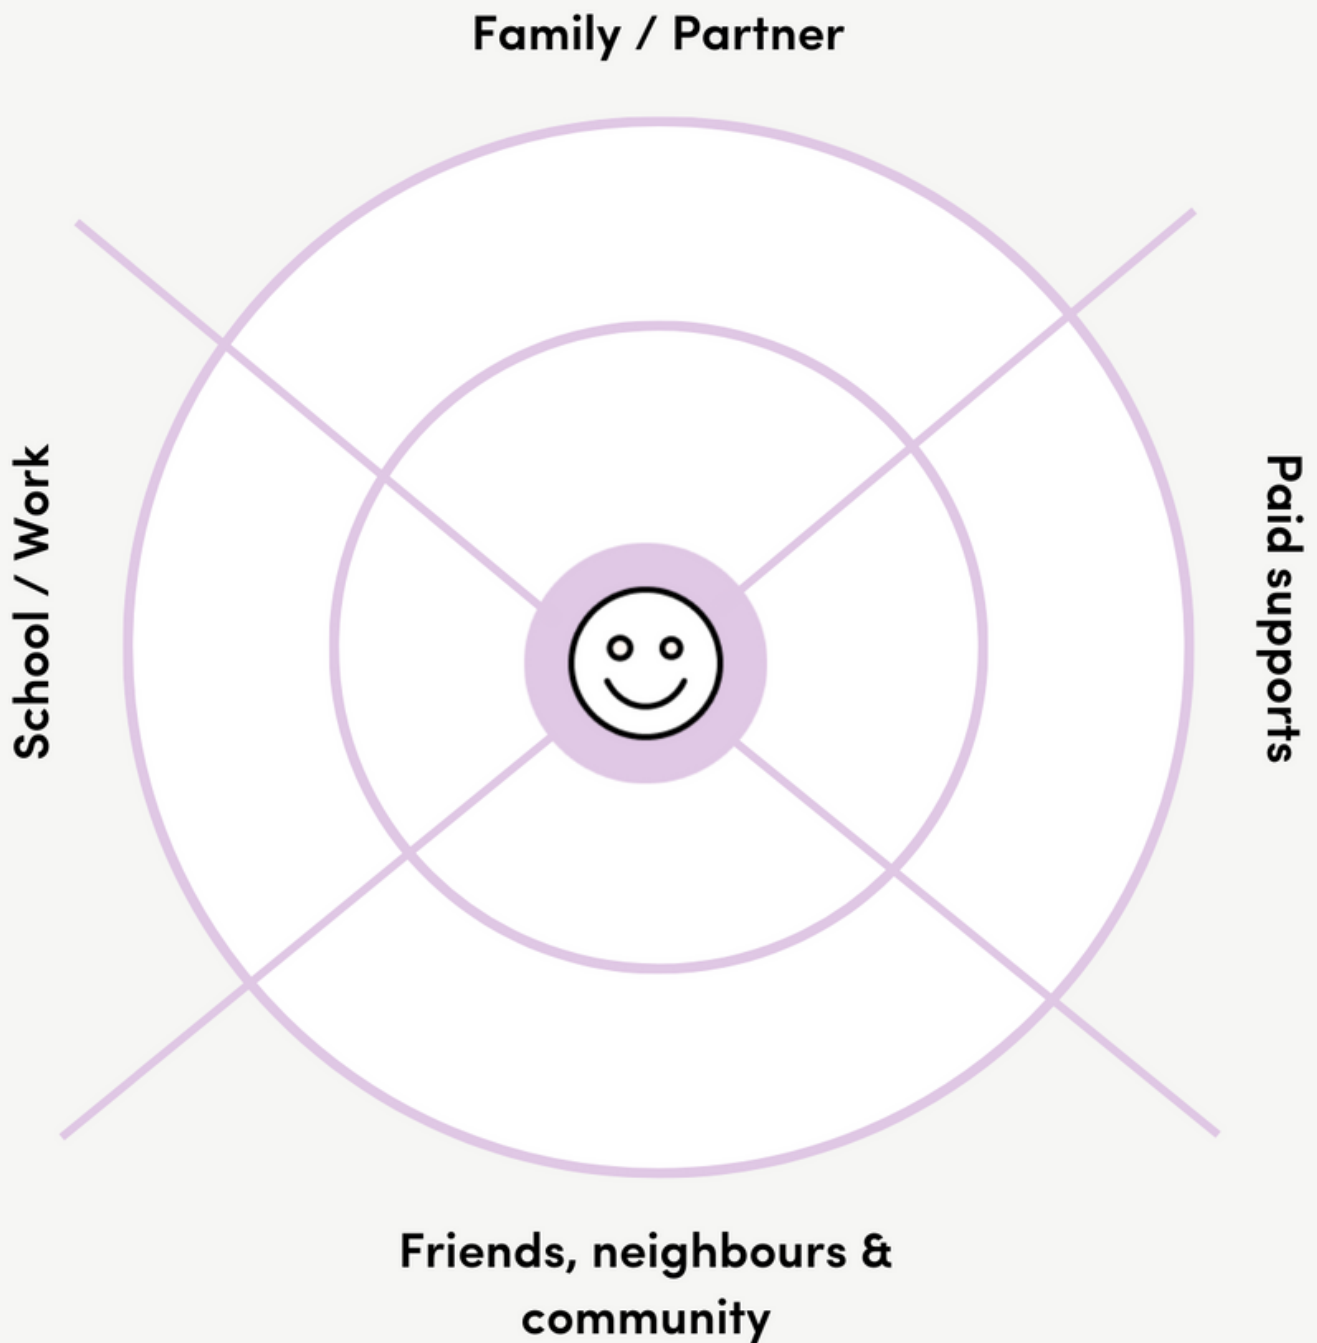 Family / Partner
School / Work
Paid supports
Friends, neighbours &
community